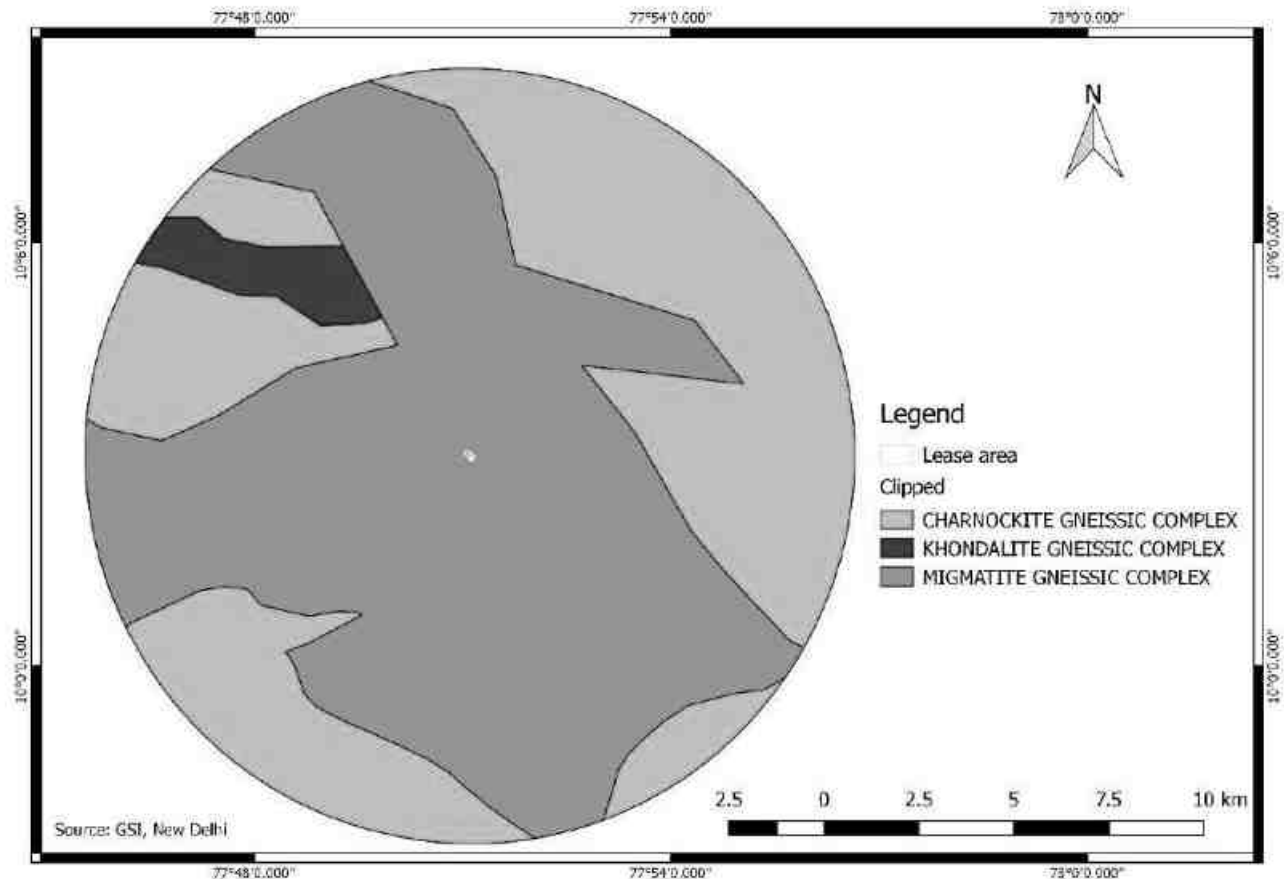 77°48'0.000" 77°54'0.000" 78°0'0.000"
N
10°6'0.000" 10°6'0.000"
Legend
Lease area
Clipped
CHARNOCKITE GNEISSIC COMPLEX
KHONDALITE GNEISSIC COMPLEX
MIGMATITE GNEISSIC COMPLEX
10°0'0.000" 10°0'0.000"
2.5 0 2.5 5 7.5 10 km
Source: GSI, New Delhi
77°48'0.000" 77°54'0.000" 78°0'0.000"